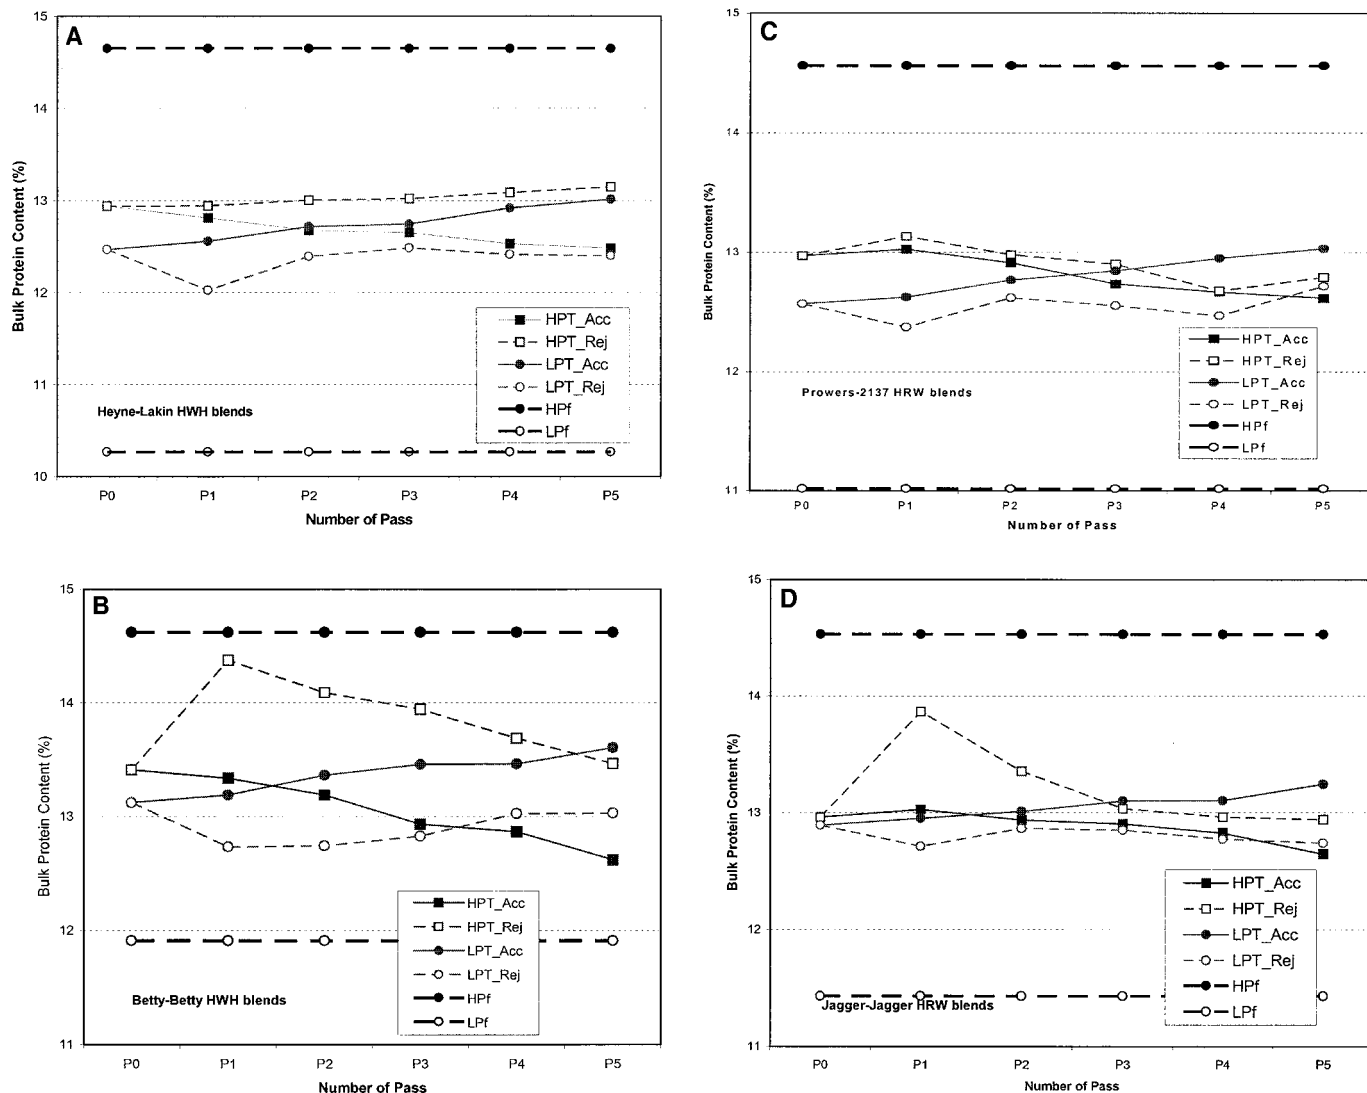 A
Bulk Protein Content (%)
15
14
13
12
11
10
HPT_Acc
HPT_Rej
LPT_Acc
LPT_Rej
HPf
LPf
Heyne-Lakin HWH blends
P0 P1 P2 P3 P4 P5
Number of Pass
C
Bulk Protein Content (%)
15
14
13
12
11
HPT_Acc
HPT_Rej
LPT_Acc
LPT_Rej
HPf
LPf
Prowers-2137 HRW blends
P0 P1 P2 P3 P4 P5
Number of Pass
B
Bulk Protein Content (%)
15
14
13
12
11
HPT_Acc
HPT_Rej
LPT_Acc
LPT_Rej
HPf
LPf
Betty-Betty HWH blends
P0 P1 P2 P3 P4 P5
Number of Pass
D
Bulk Protein Content (%)
15
14
13
12
11
HPT_Acc
HPT_Rej
LPT_Acc
LPT_Rej
HPf
LPf
Jagger-Jagger HRW blends
P0 P1 P2 P3 P4 P5
Number of Pass